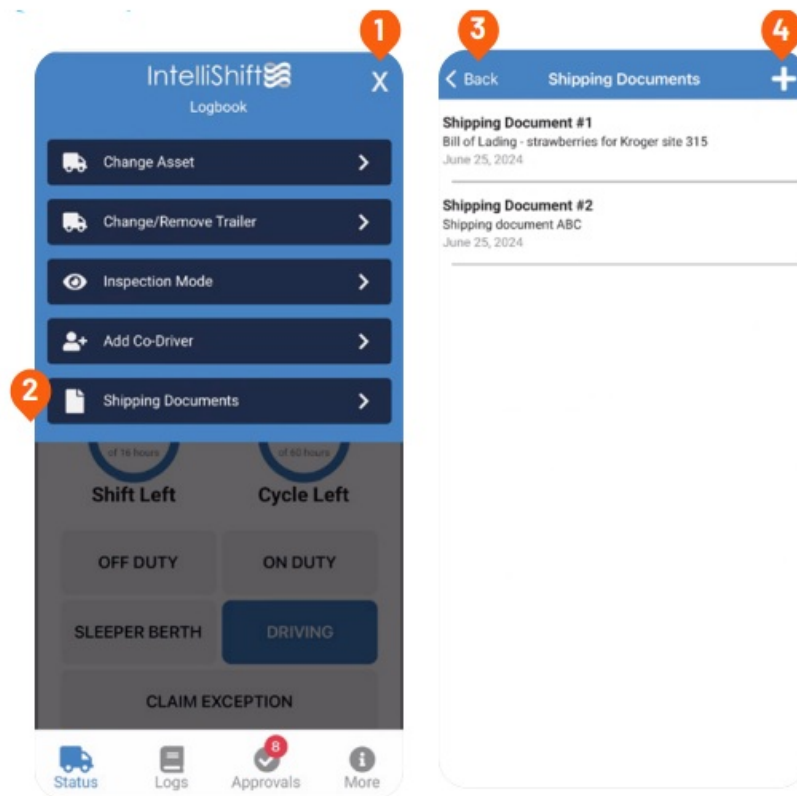 1
IntelliShift
X
Logbook
Change Asset
Change/Remove Trailer
Inspection Mode
Add Co-Driver
2
Shipping Documents
of 16 hours
of 60 hours
Shift Left
Cycle Left
OFF DUTY
ON DUTY
SLEEPER BERTH
DRIVING
CLAIM EXCEPTION
8
Status
Logs
Approvals
More
3
4
Back
Shipping Documents
Shipping Document #1
Bill of Lading - strawberries for Kroger site 315
June 25, 2024
Shipping Document #2
Shipping document ABC
June 25, 2024